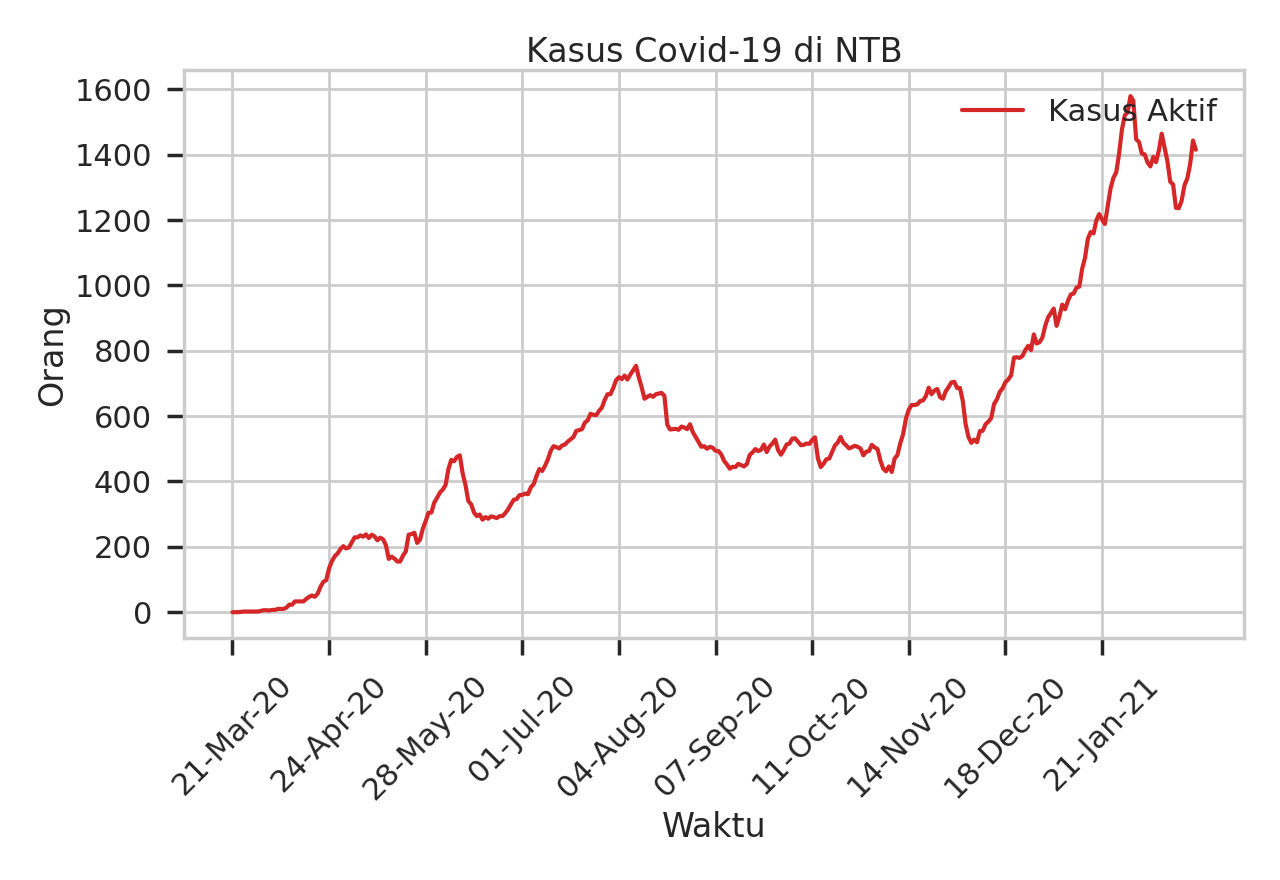 Kasus Covid-19 di NTB
1600
1400
1200
1000
800
600
400
200
0
Orang
Kasus Aktif
21-Mar-20
24-Apr-20
28-May-20
01-Jul-20
04-Aug-20
07-Sep-20
11-Oct-20
14-Nov-20
18-Dec-20
21-Jan-21
Waktu